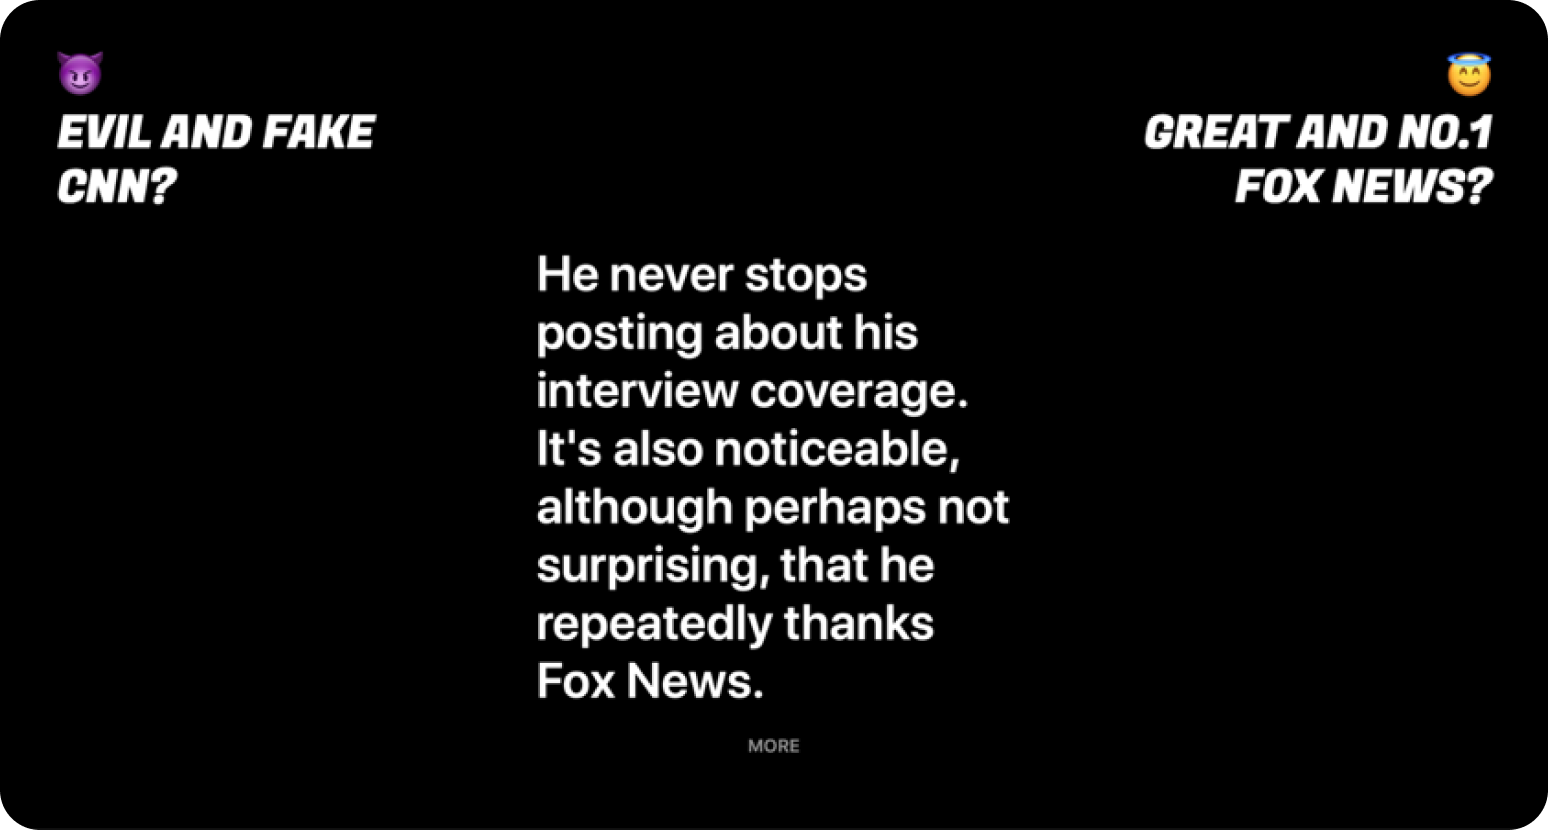 EVIL AND FAKE
CNN?
GREAT AND NO.1
FOX NEWS?
He never stops
posting about his
interview coverage.
It's also noticeable,
although perhaps not
surprising, that he
repeatedly thanks
Fox News.
MORE